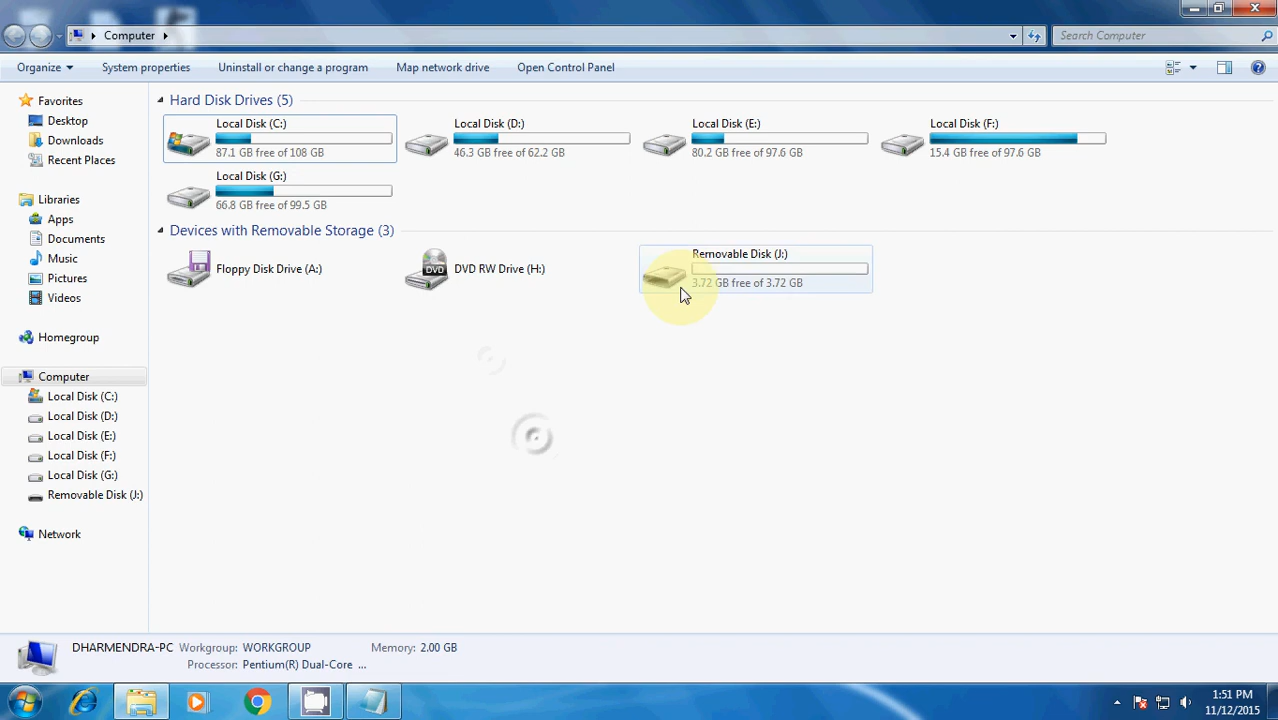 Computer
Search Computer
Organize
System properties
Uninstall or change a program
Map network drive
Open Control Panel
Favorites
Desktop
Downloads
Recent Places
Libraries
Apps
Documents
Music
Pictures
Videos
Homegroup
Computer
Local Disk (C:)
Local Disk (D:)
Local Disk (E:)
Local Disk (F:)
Local Disk (G:)
Removable Disk (J:)
Network
Hard Disk Drives (5)
Local Disk (C:)
87.1 GB free of 108 GB
Local Disk (D:)
46.3 GB free of 62.2 GB
Local Disk (E:)
80.2 GB free of 97.6 GB
Local Disk (F:)
15.4 GB free of 97.6 GB
Local Disk (G:)
66.8 GB free of 99.5 GB
Devices with Removable Storage (3)
Floppy Disk Drive (A:)
DVD
DVD RW Drive (H:)
Removable Disk (J:)
3.72 GB free of 3.72 GB
DHARMENDRA-PC
Workgroup: WORKGROUP
Memory: 2.00 GB
Processor: Pentium(R) Dual-Core ...
1:51 PM
11/12/2015